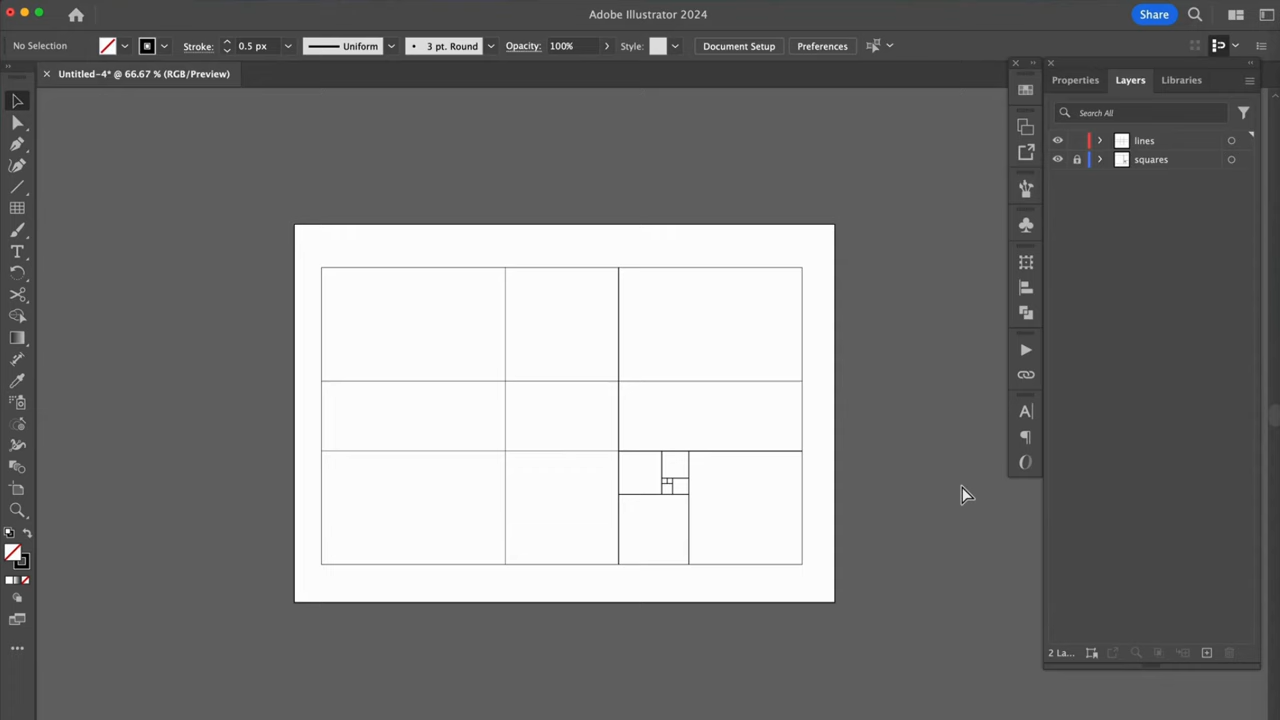 Adobe Illustrator 2024
Share
No Selection
Stroke:
0.5 px
Uniform
3 pt. Round
Opacity:
100%
Style:
Document Setup
Preferences
Untitled-4* @ 66.67 % (RGB/Preview)
Properties
Layers
Libraries
Search All
lines
squares
2 La...